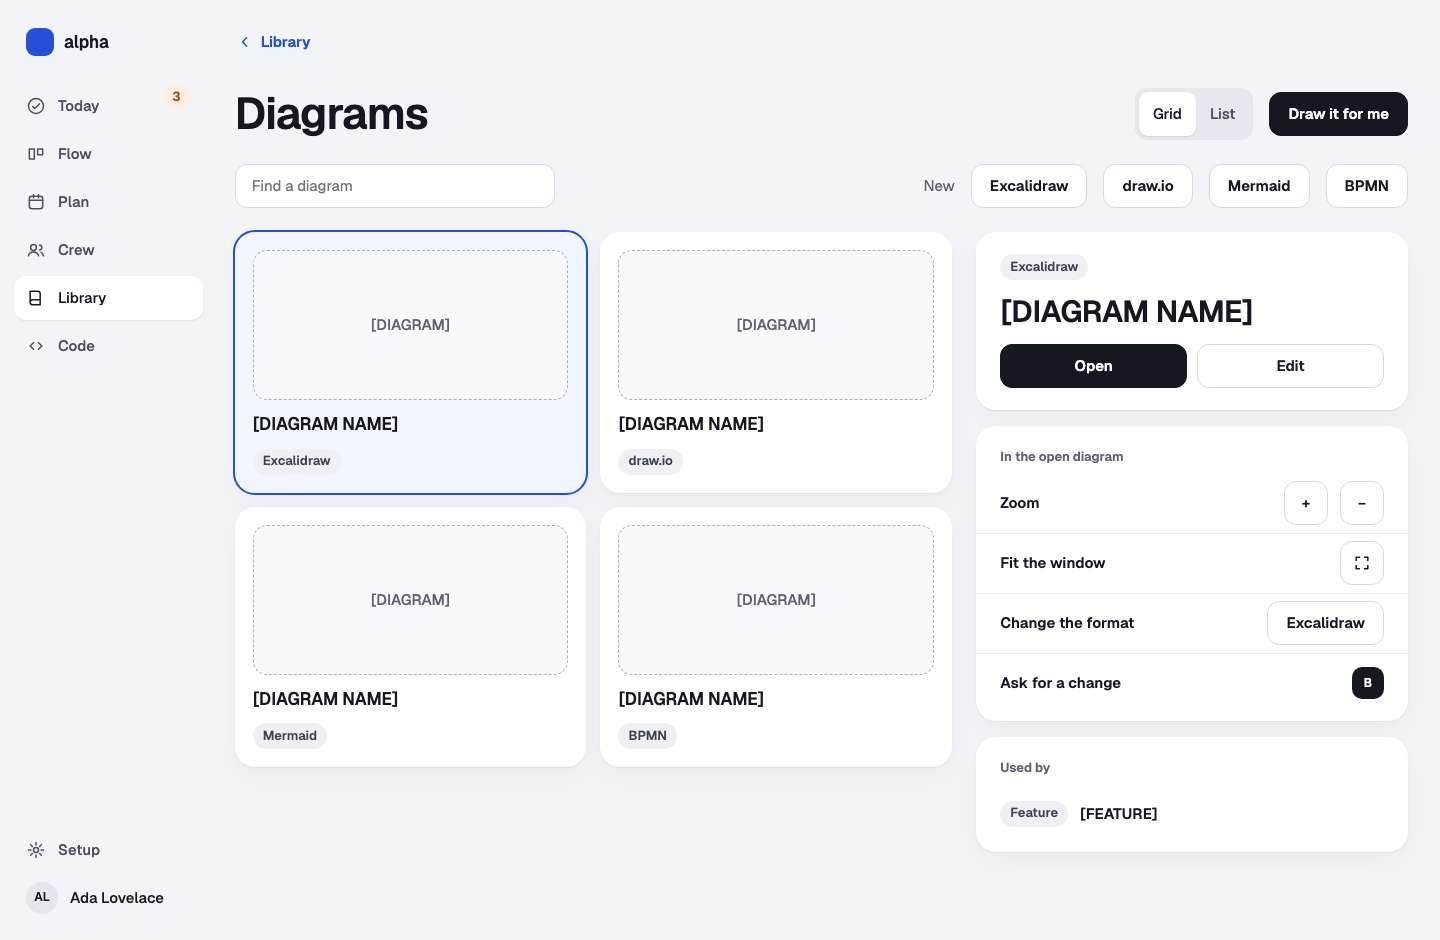 alpha
Today
3
Flow
Plan
Crew
Library
Code
Setup
AL
Ada Lovelace
Library
Diagrams
Grid
List
Draw it for me
Find a diagram
New
Excalidraw
draw.io
Mermaid
BPMN
[DIAGRAM]
[DIAGRAM NAME]
Excalidraw
[DIAGRAM]
[DIAGRAM NAME]
draw.io
[DIAGRAM]
[DIAGRAM NAME]
Mermaid
[DIAGRAM]
[DIAGRAM NAME]
BPMN
Excalidraw
[DIAGRAM NAME]
Open
Edit
In the open diagram
Zoom
+
−
Fit the window
Change the format
Excalidraw
Ask for a change
B
Used by
Feature
[FEATURE]